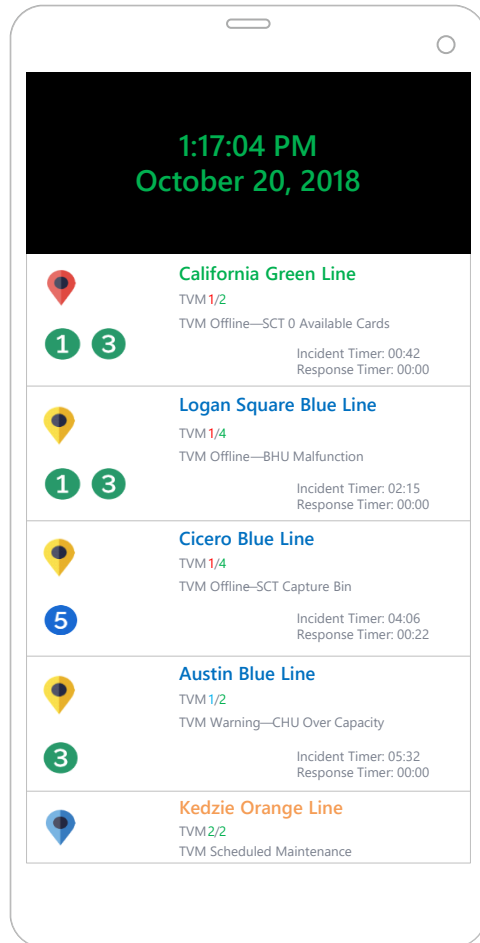 1:17:04 PM
October 20, 2018
California Green Line
TVM 1/2
TVM Offline—SCT 0 Available Cards
1 3
Incident Timer: 00:42
Response Timer: 00:00
Logan Square Blue Line
TVM 1/4
TVM Offline—BHU Malfunction
1 3
Incident Timer: 02:15
Response Timer: 00:00
Cicero Blue Line
TVM 1/4
TVM Offline–SCT Capture Bin
5
Incident Timer: 04:06
Response Timer: 00:22
Austin Blue Line
TVM 1/2
TVM Warning—CHU Over Capacity
3
Incident Timer: 05:32
Response Timer: 00:00
Kedzie Orange Line
TVM 2/2
TVM Scheduled Maintenance